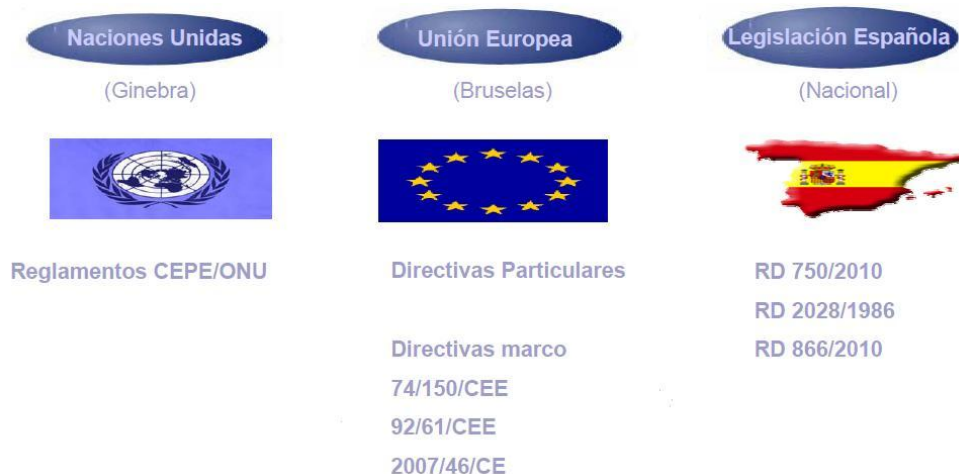 Naciones Unidas
(Ginebra)
Reglamentos CEPE/ONU
Unión Europea
(Bruselas)
Directivas Particulares
Directivas marco
74/150/CEE
92/61/CEE
2007/46/CE
Legislación Española
(Nacional)
RD 750/2010
RD 2028/1986
RD 866/2010